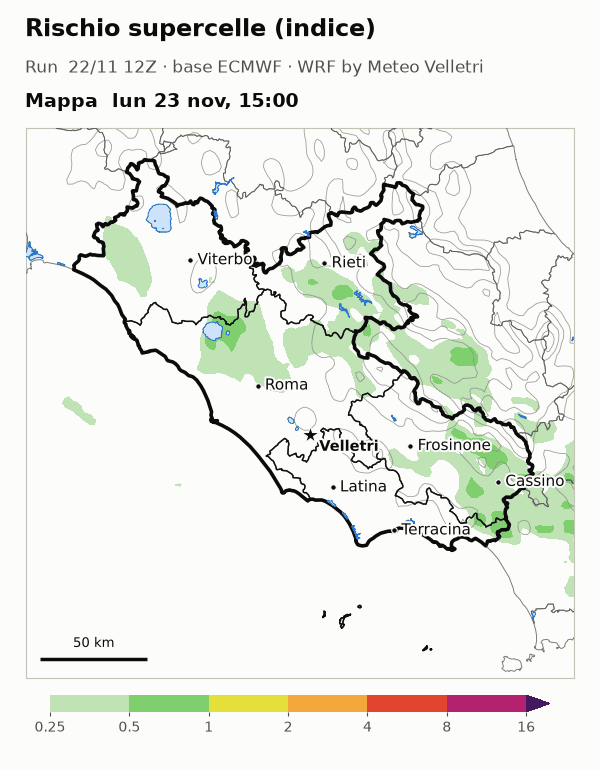 Rischio supercelle (indice)
Run 22/11 12Z · base ECMWF · WRF by Meteo Velletri
Mappa lun 23 nov, 15:00
Viterbo
Rieti
Roma
Velletri
Frosinone
Cassino
Latina
Terracina
50 km
0.25 0.5 1 2 4 8 16